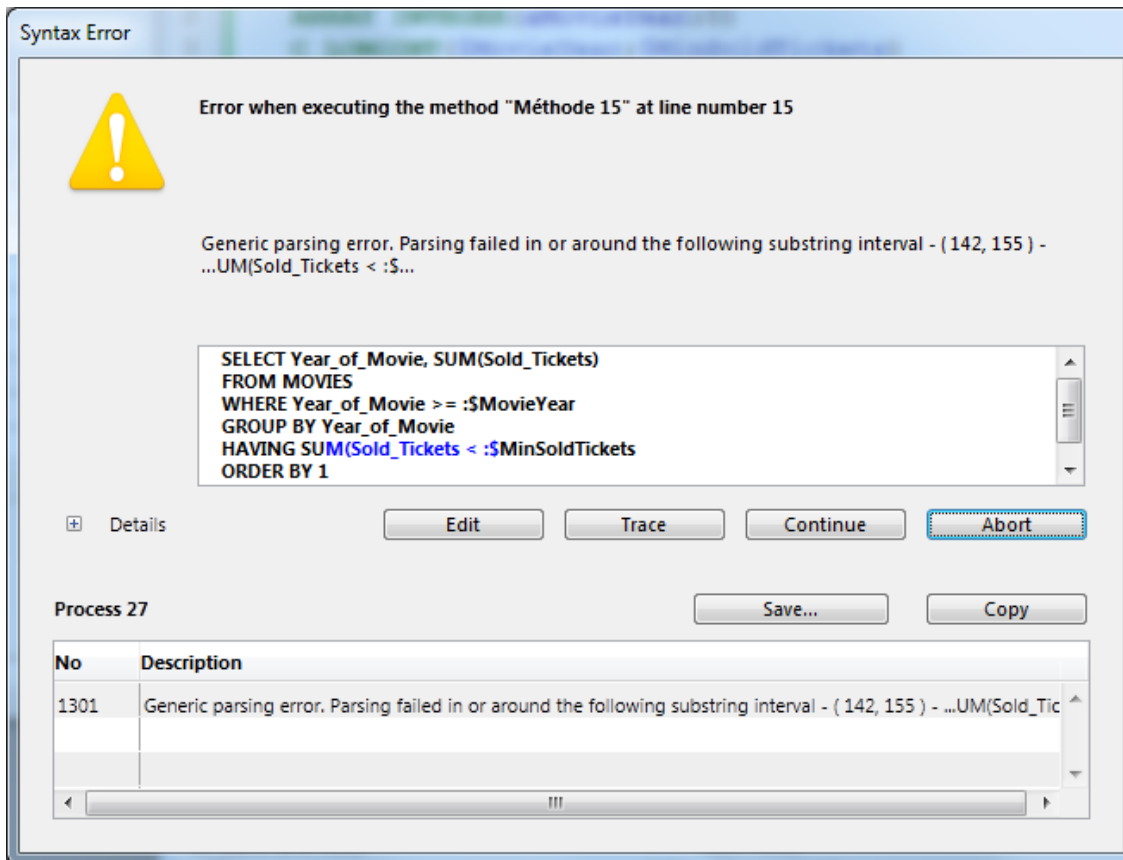 Syntax Error
Error when executing the method "Méthode 15" at line number 15
Generic parsing error. Parsing failed in or around the following substring interval - ( 142, 155 ) -
...UM(Sold_Tickets < :$...
SELECT Year_of_Movie, SUM(Sold_Tickets)
FROM MOVIES
WHERE Year_of_Movie >= :$MovieYear
GROUP BY Year_of_Movie
HAVING SUM(Sold_Tickets < :$MinSoldTickets
ORDER BY 1
Details
Edit
Trace
Continue
Abort
Process 27
Save...
Copy
No Description
1301 Generic parsing error. Parsing failed in or around the following substring interval - ( 142, 155 ) - ...UM(Sold_Tic